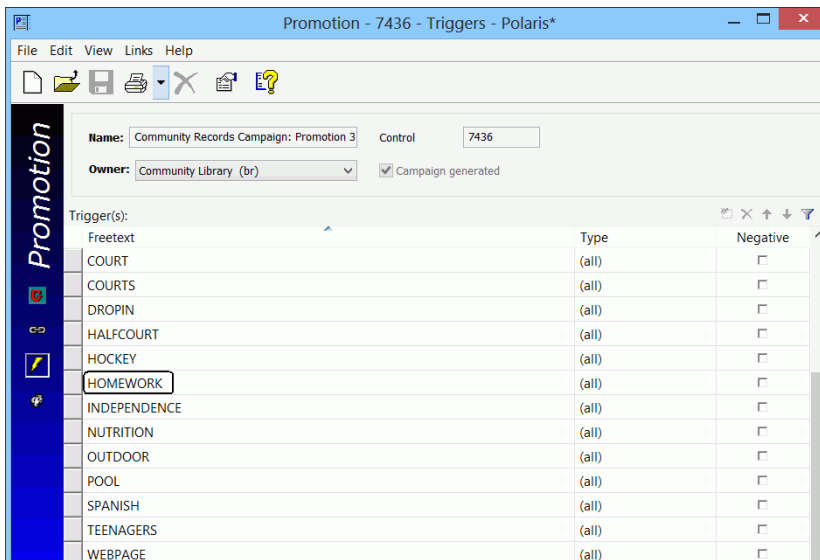 Promotion - 7436 - Triggers - Polaris*
File Edit View Links Help
Promotion
Name: Community Records Campaign: Promotion 3 Control 7436
Owner: Community Library (br) Campaign generated
Trigger(s):
Freetext Type Negative
COURT (all)
COURTS (all)
DROPIN (all)
HALFCOURT (all)
HOCKEY (all)
HOMEWORK (all)
INDEPENDENCE (all)
NUTRITION (all)
OUTDOOR (all)
POOL (all)
SPANISH (all)
TEENAGERS (all)
WEBPAGE (all)